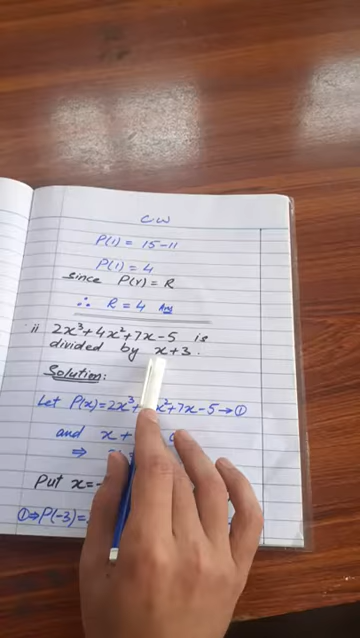 CW
P(1) = 15-11
P(1) = 4
since P(r) = R
∴ R = 4 Ans
ii 2x³+4x²+7x-5 is
divided by x+3.
Solution:
Let P(x)=2x³+ x²+7x-5→①
and x+
⇒
Put x=-
①⇒P(-3)=